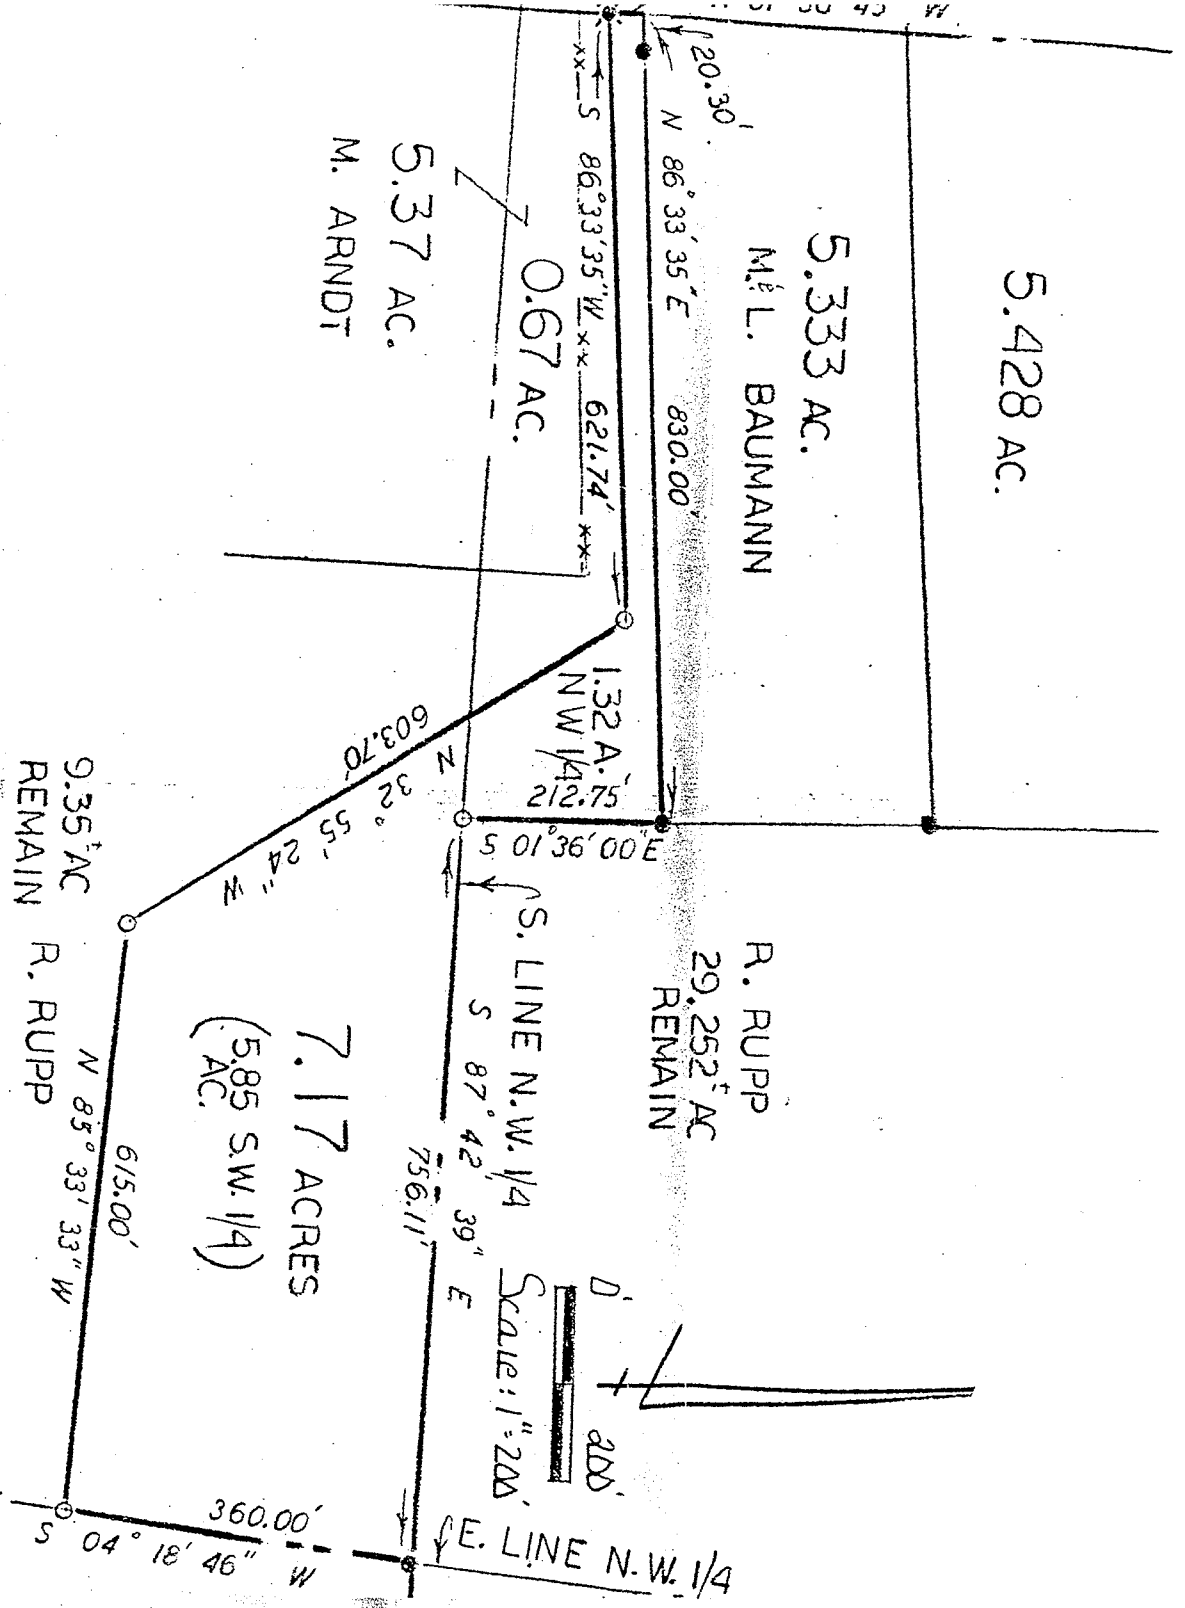 20.30'
N 86° 33' 35" E 830.00'
S 86° 33' 35" W 621.74'
xx xx xx
5.428 AC.
5.333 AC.
M. & L. BAUMANN
0.67 AC.
5.37 AC.
M. ARNDT
1.32 A.
NW 1/4
212.75'
S 01° 36' 00" E
603.70'
N 32° 55' 24" W
R. RUPP
29.252± AC
REMAIN
S. LINE N.W. 1/4
S 87° 42' 39" E
756.11'
7.17 ACRES
(5.85 S.W. 1/4)
AC.
9.35± AC
REMAIN R. RUPP
615.00'
N 85° 33' 33" W
360.00'
S 04° 18' 46" W
E. LINE N.W. 1/4
0' 200'
Scale: 1" = 200'